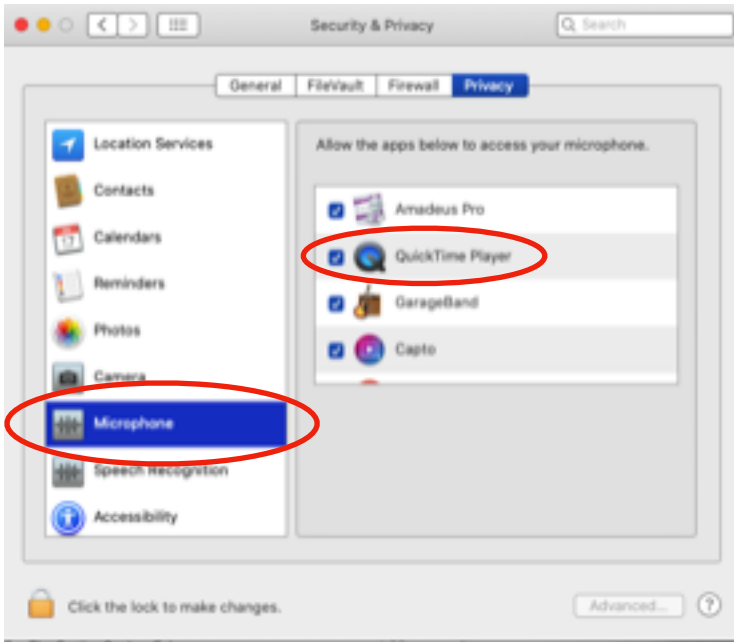 Security & Privacy
Search
General FileVault Firewall Privacy
Location Services
Contacts
17
Calendars
Reminders
Photos
Camera
Microphone
Speech Recognition
Accessibility
Allow the apps below to access your microphone.
Amadeus Pro
QuickTime Player
GarageBand
Capto
Click the lock to make changes.
Advanced...
?